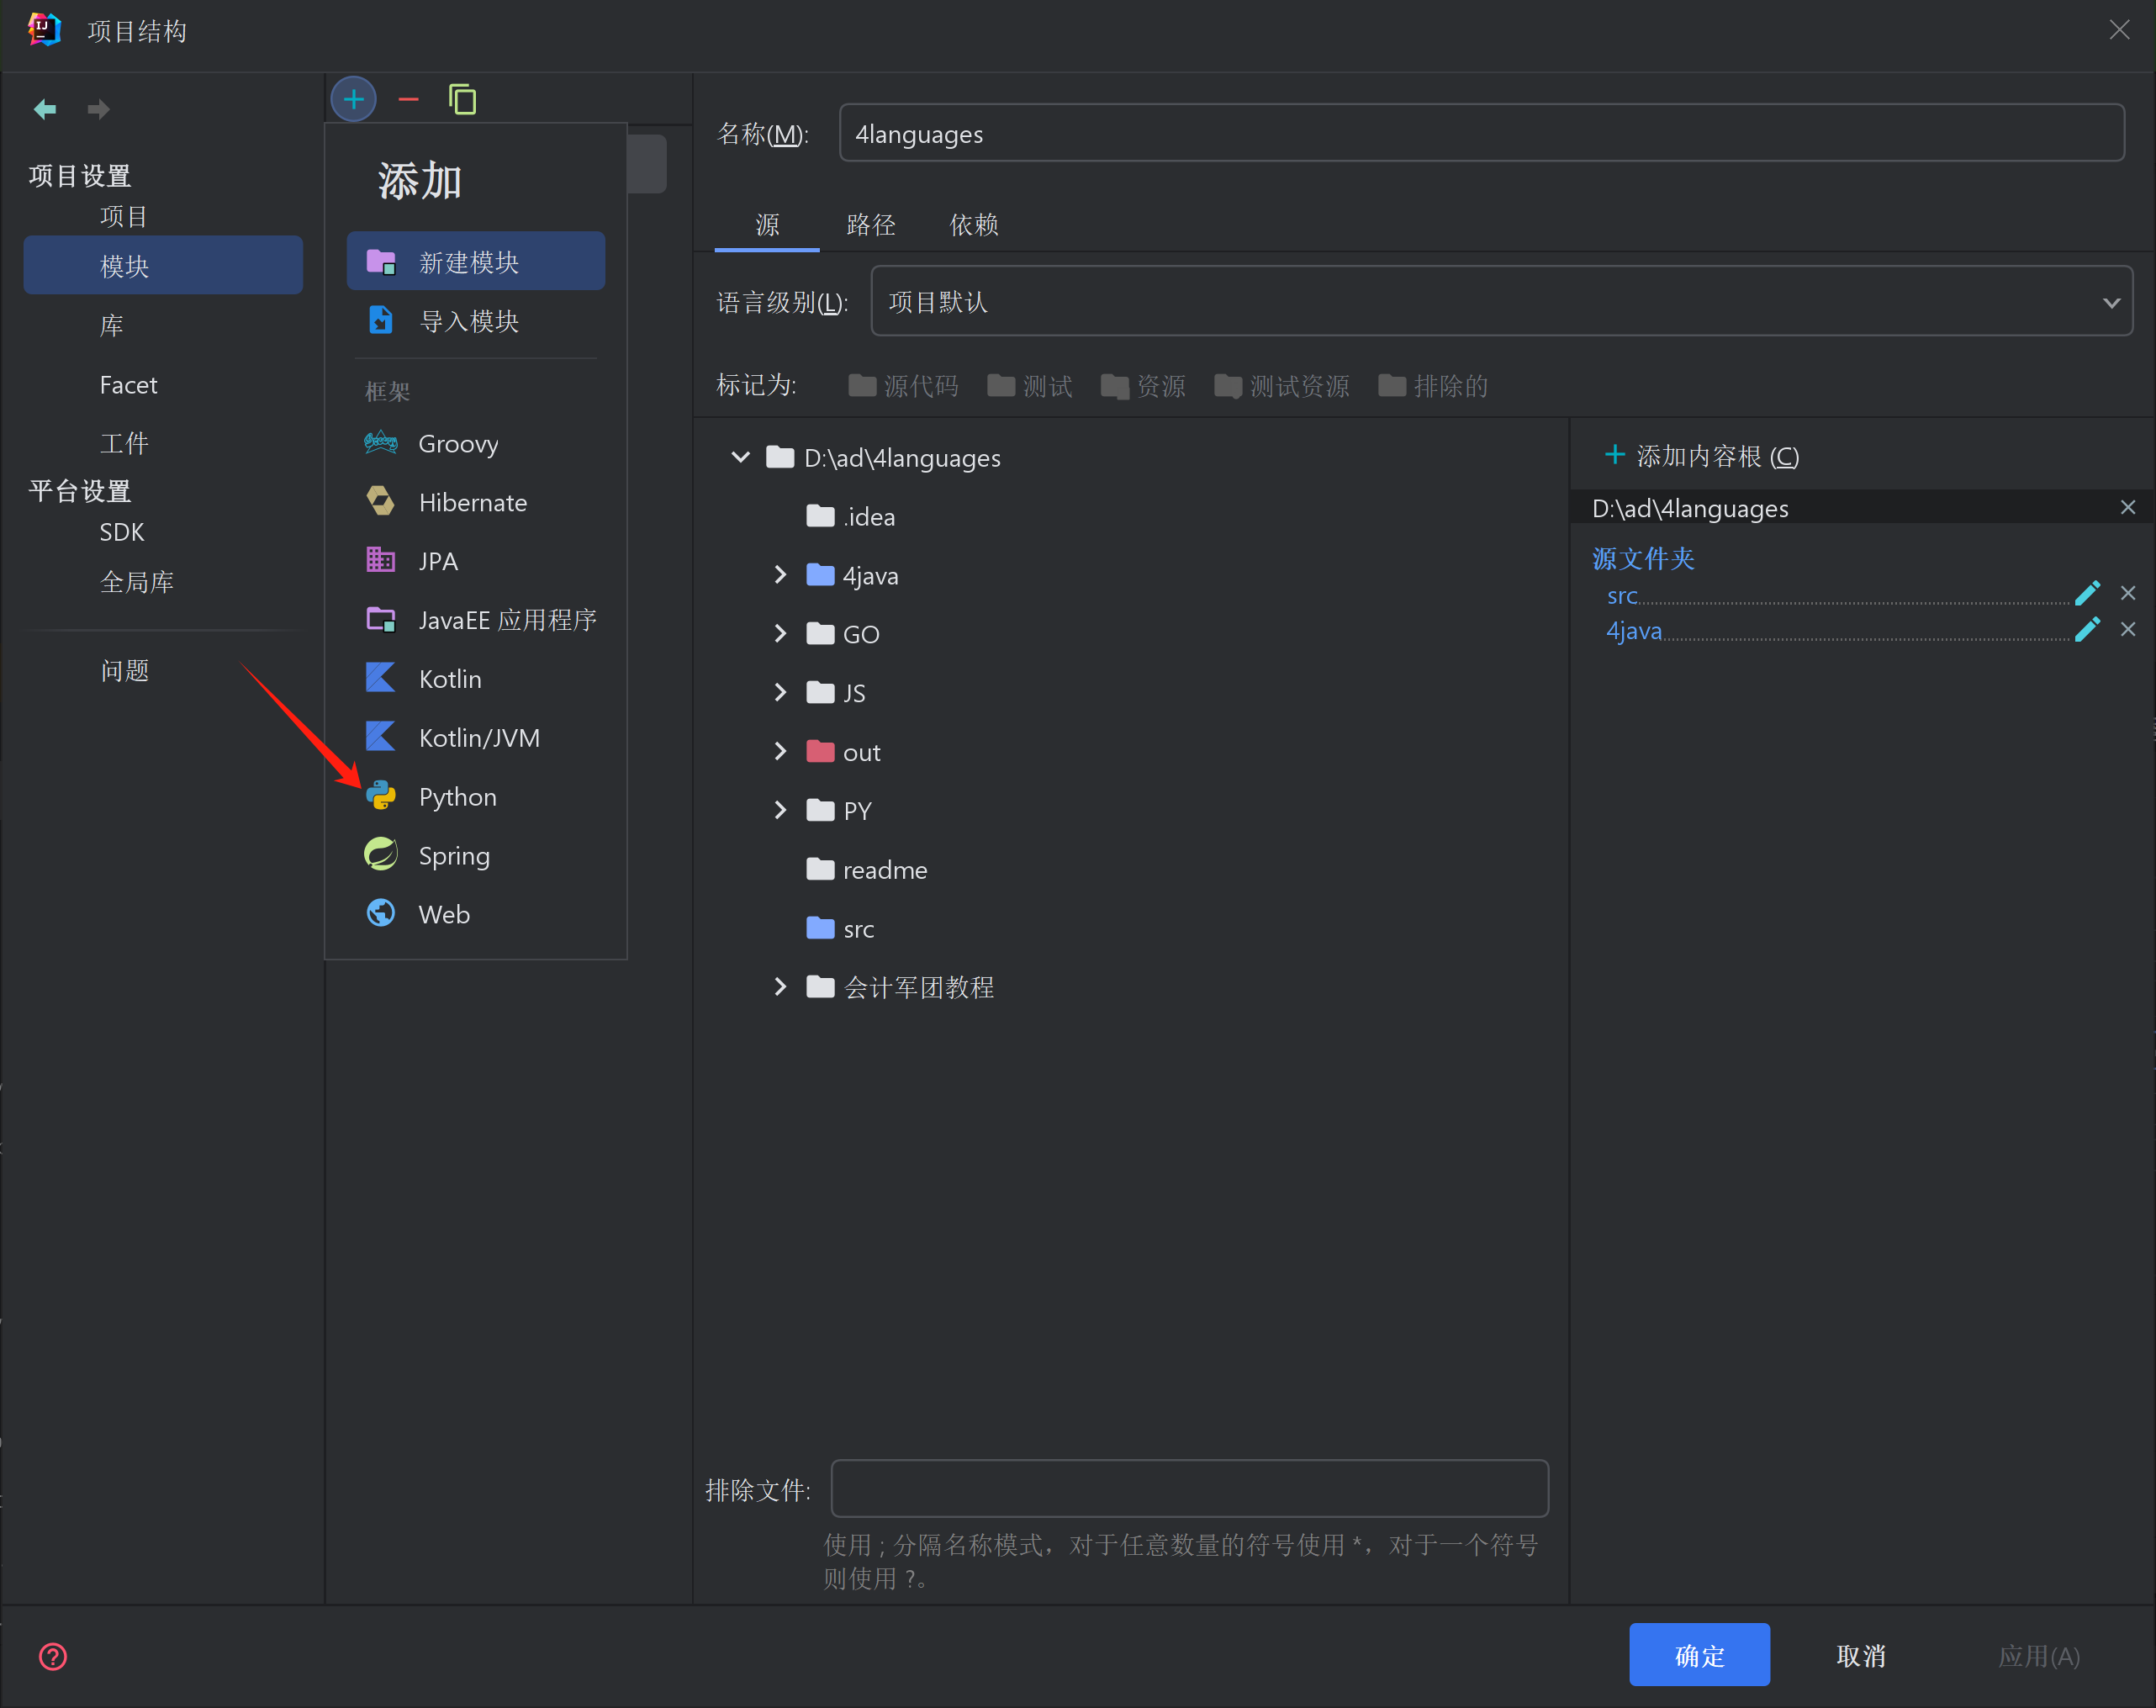 项目结构
项目设置
项目
模块
库
Facet
工件
平台设置
SDK
全局库
问题
添加
新建模块
导入模块
框架
Groovy
Hibernate
JPA
JavaEE 应用程序
Kotlin
Kotlin/JVM
Python
Spring
Web
名称(M): 4languages
源 路径 依赖
语言级别(L): 项目默认
标记为: 源代码 测试 资源 测试资源 排除的
D:\ad\4languages
.idea
4java
GO
JS
out
PY
readme
src
会计军团教程
添加内容根 (C)
D:\ad\4languages
源文件夹
src
4java
排除文件:
使用 ; 分隔名称模式，对于任意数量的符号使用 *，对于一个符号
则使用 ?。
确定 取消 应用(A)